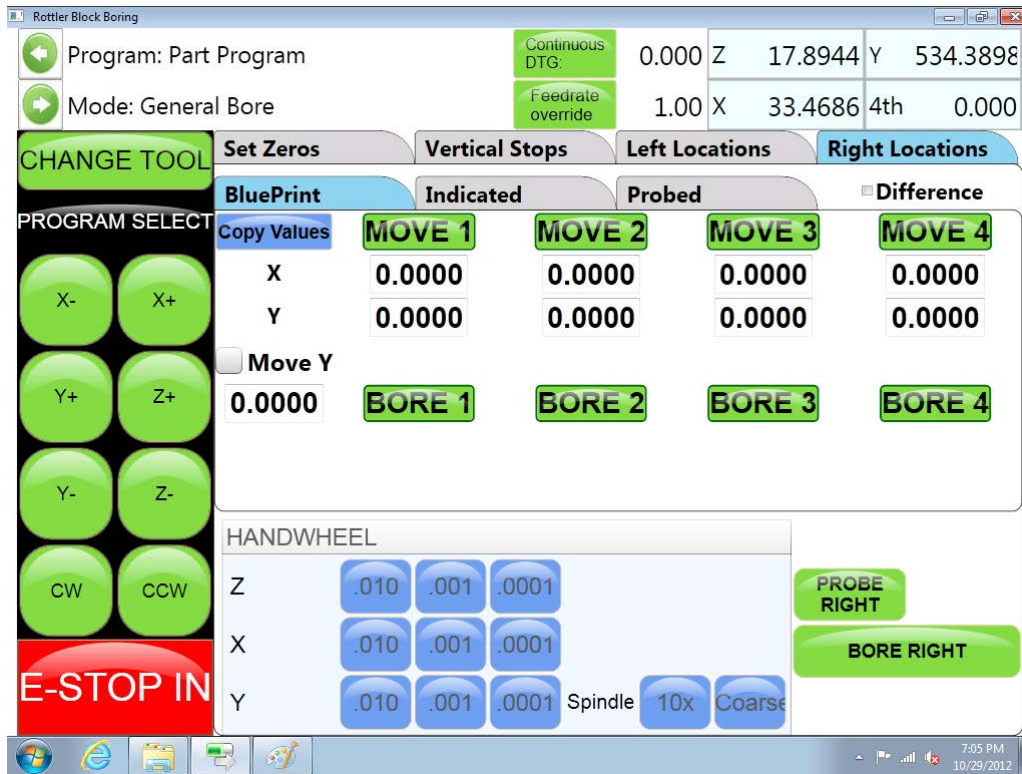 Rottler Block Boring
Program: Part Program
Continuous DTG: 0.000 Z 17.8944 Y 534.3898
Mode: General Bore
Feedrate override 1.00 X 33.4686 4th 0.000
CHANGE TOOL
Set Zeros Vertical Stops Left Locations Right Locations
BluePrint Indicated Probed Difference
PROGRAM SELECT
Copy Values MOVE 1 MOVE 2 MOVE 3 MOVE 4
X 0.0000 0.0000 0.0000 0.0000
Y 0.0000 0.0000 0.0000 0.0000
Move Y
0.0000 BORE 1 BORE 2 BORE 3 BORE 4
X- X+
Y+ Z+
Y- Z-
CW CCW
E-STOP IN
HANDWHEEL
Z .010 .001 .0001
X .010 .001 .0001
Y .010 .001 .0001 Spindle 10x Coarse
PROBE
RIGHT
BORE RIGHT
7:05 PM
10/29/2012